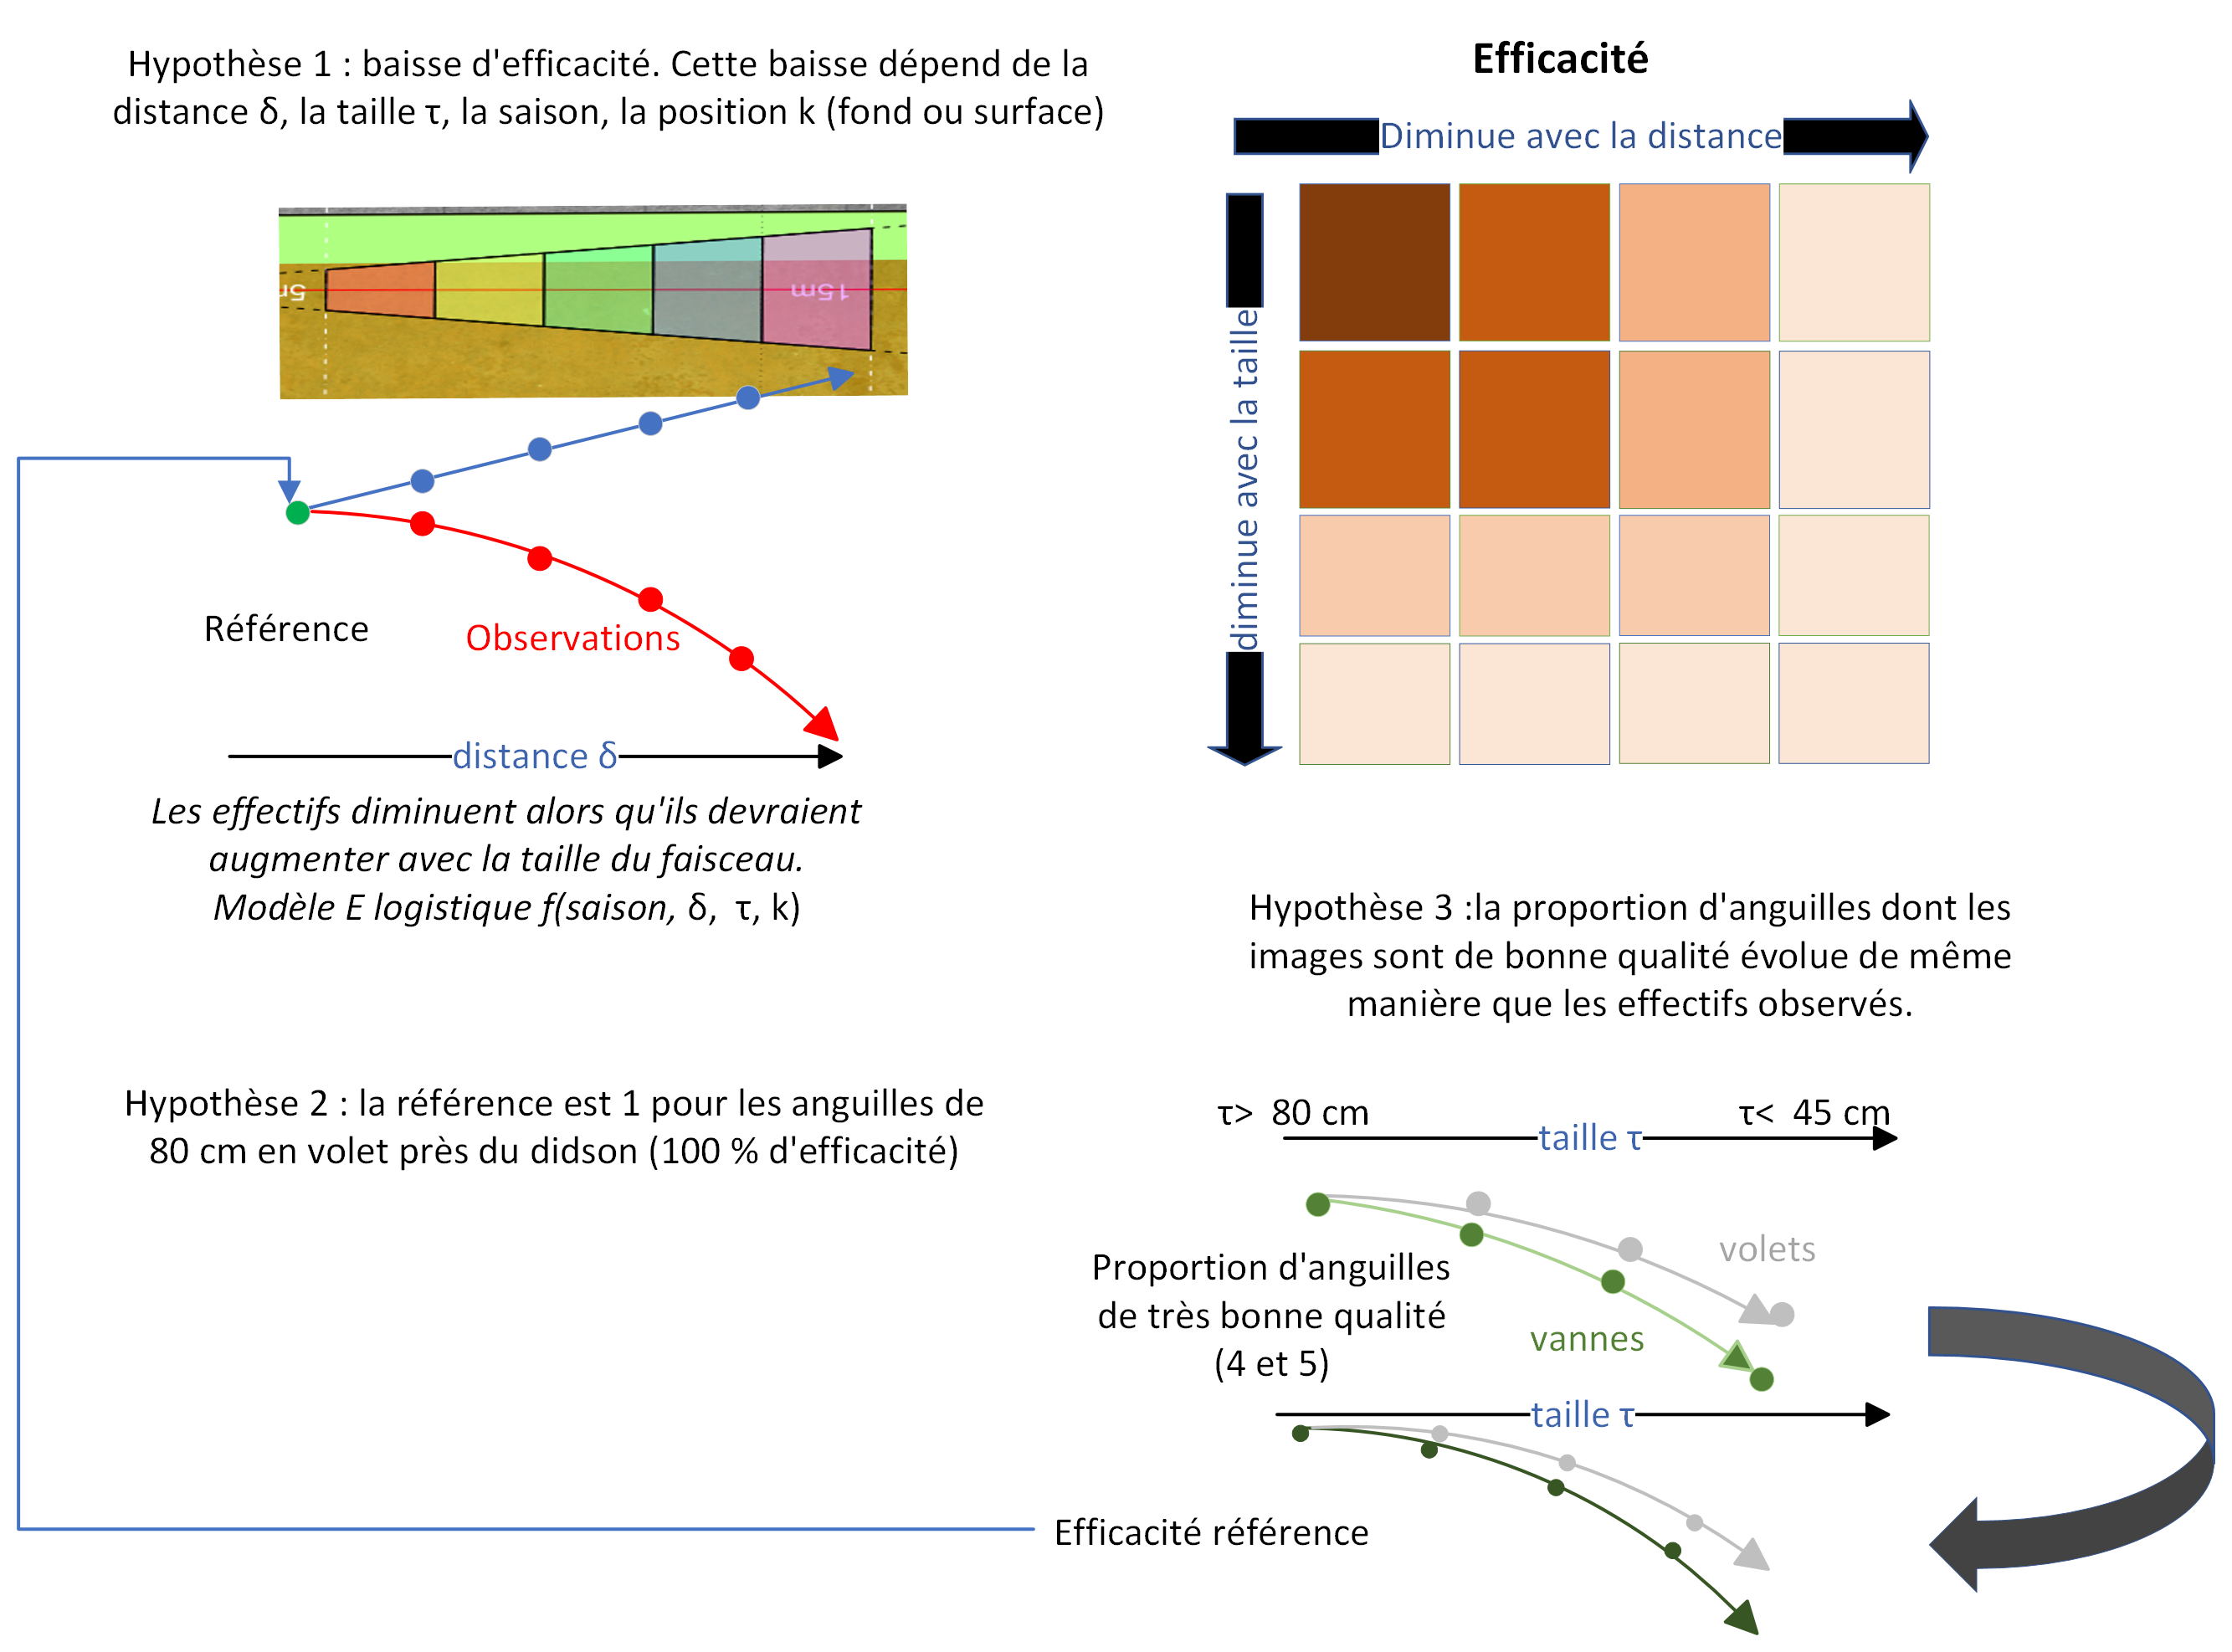 Hypothèse 1 : baisse d'efficacité. Cette baisse dépend de la
distance δ, la taille τ, la saison, la position k (fond ou surface)
15m
Référence
Observations
distance δ
Les effectifs diminuent alors qu'ils devraient
augmenter avec la taille du faisceau.
Modèle E logistique f(saison, δ, τ, k)
Hypothèse 2 : la référence est 1 pour les anguilles de
80 cm en volet près du didson (100 % d'efficacité)
Efficacité
Diminue avec la distance
diminue avec la taille
Hypothèse 3 :la proportion d'anguilles dont les
images sont de bonne qualité évolue de même
manière que les effectifs observés.
τ> 80 cm
τ< 45 cm
taille τ
volets
Proportion d'anguilles
de très bonne qualité
(4 et 5)
vannes
taille τ
Efficacité référence